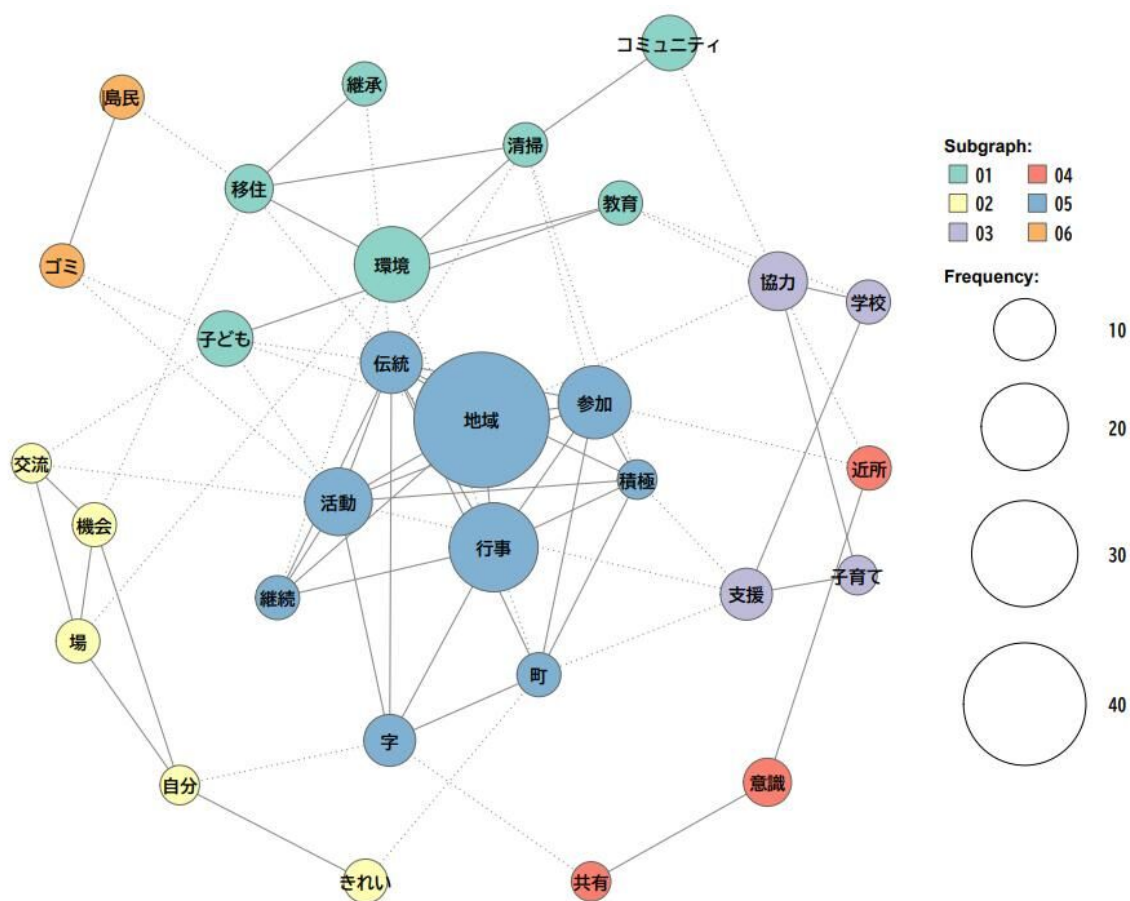 コミュニティ
島民
継承
清掃
移住
教育
環境
ゴミ
協力
学校
子ども
伝統
地域
参加
交流
近所
積極
活動
機会
行事
子育て
継続
支援
場
町
字
自分
意識
きれい
共有
Subgraph:
01 04
02 05
03 06
Frequency:
10
20
30
40